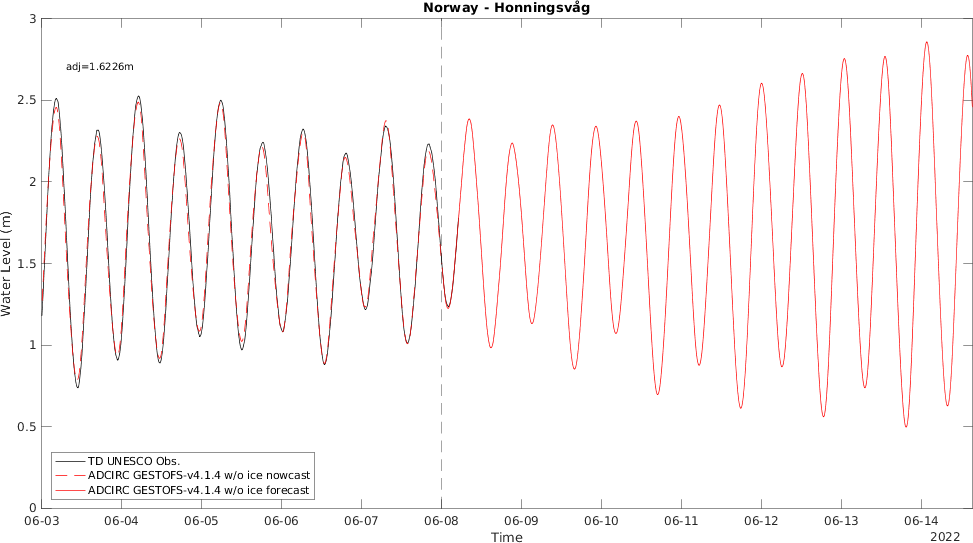 Norway - Honningsvåg
adj=1.6226m
3
2.5
2
1.5
1
0.5
0
Water Level (m)
TD UNESCO Obs.
ADCIRC GESTOFS-v4.1.4 w/o ice nowcast
ADCIRC GESTOFS-v4.1.4 w/o ice forecast
06-03 06-04 06-05 06-06 06-07 06-08 06-09 06-10 06-11 06-12 06-13 06-14
Time
2022